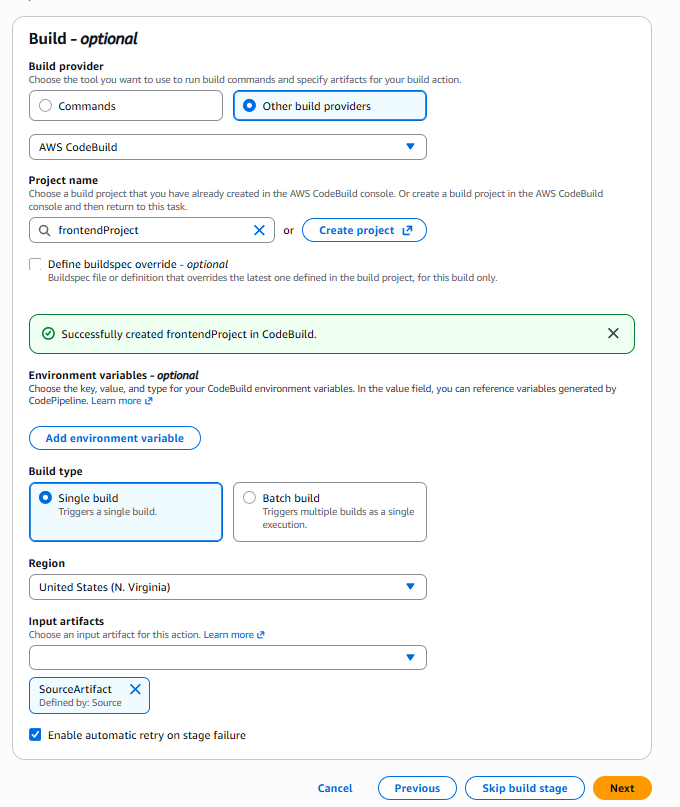 Build - optional
Build provider
Choose the tool you want to use to run build commands and specify artifacts for your build action.
Commands
Other build providers
AWS CodeBuild
Project name
Choose a build project that you have already created in the AWS CodeBuild console. Or create a build project in the AWS CodeBuild
console and then return to this task.
frontendProject
or
Create project
Define buildspec override - optional
Buildspec file or definition that overrides the latest one defined in the build project, for this build only.
Successfully created frontendProject in CodeBuild.
Environment variables - optional
Choose the key, value, and type for your CodeBuild environment variables. In the value field, you can reference variables generated by
CodePipeline. Learn more
Add environment variable
Build type
Single build
Triggers a single build.
Batch build
Triggers multiple builds as a single
execution.
Region
United States (N. Virginia)
Input artifacts
Choose an input artifact for this action. Learn more
SourceArtifact
Defined by: Source
Enable automatic retry on stage failure
Cancel
Previous
Skip build stage
Next